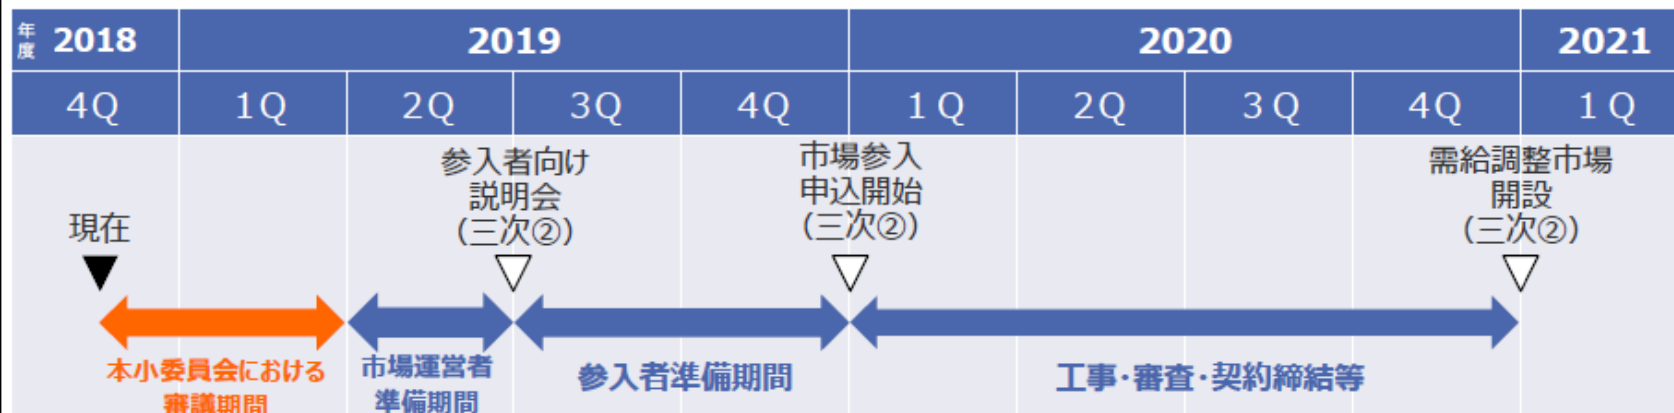 年度 2018 2019 2020 2021
4Q 1Q 2Q 3Q 4Q 1Q 2Q 3Q 4Q 1Q
現在
参入者向け
説明会
(三次②)
市場参入
申込開始
(三次②)
需給調整市場
開設
(三次②)
本小委員会における
審議期間
市場運営者
準備期間
参入者準備期間
工事・審査・契約締結等